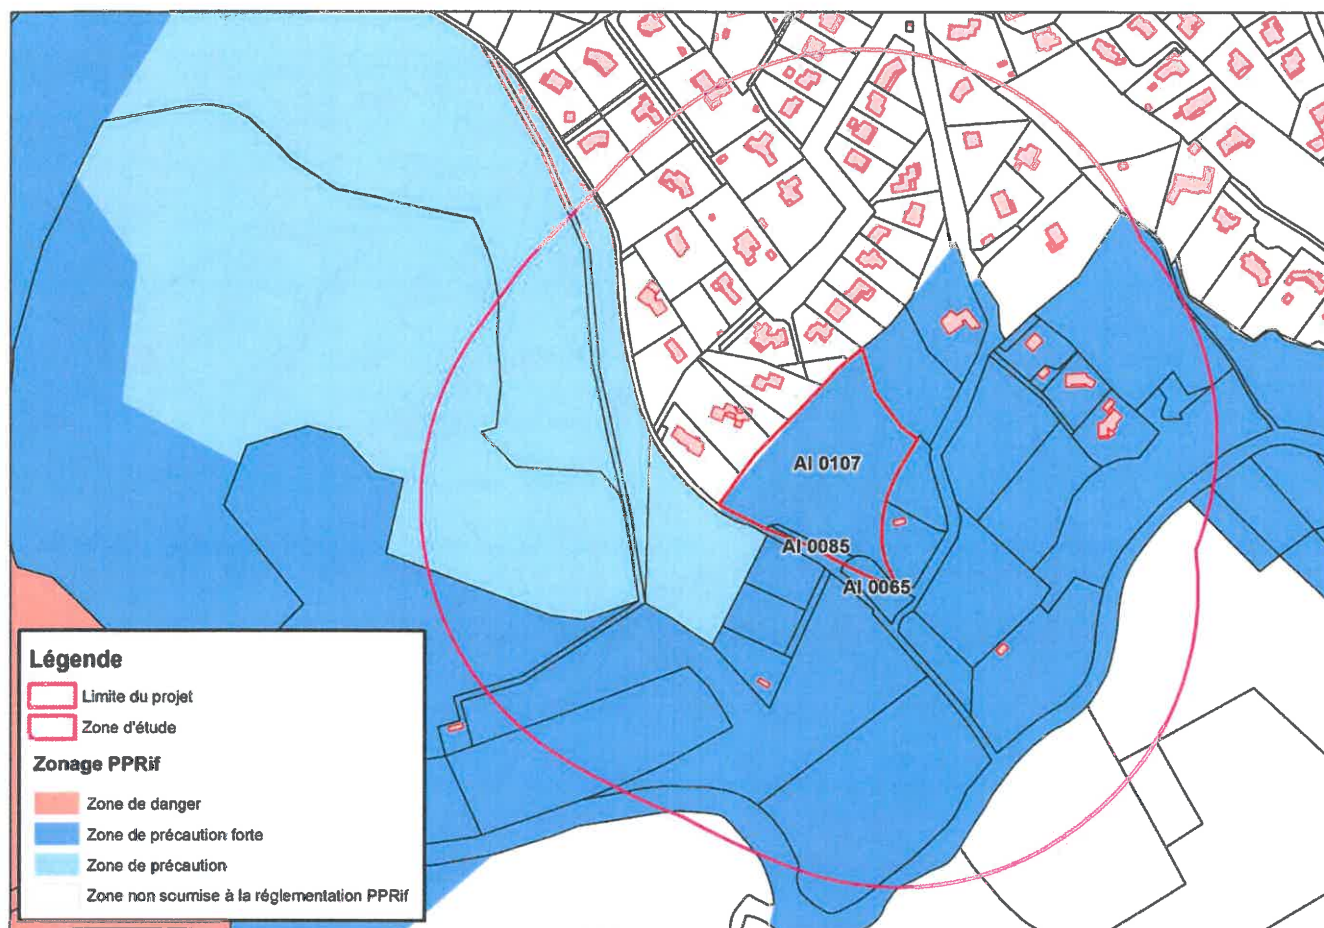 AI 0107
AI 0085
AI 0065
Légende
Limite du projet
Zone d'étude
Zonage PPRif
Zone de danger
Zone de précaution forte
Zone de précaution
Zone non soumise à la réglementation PPRif